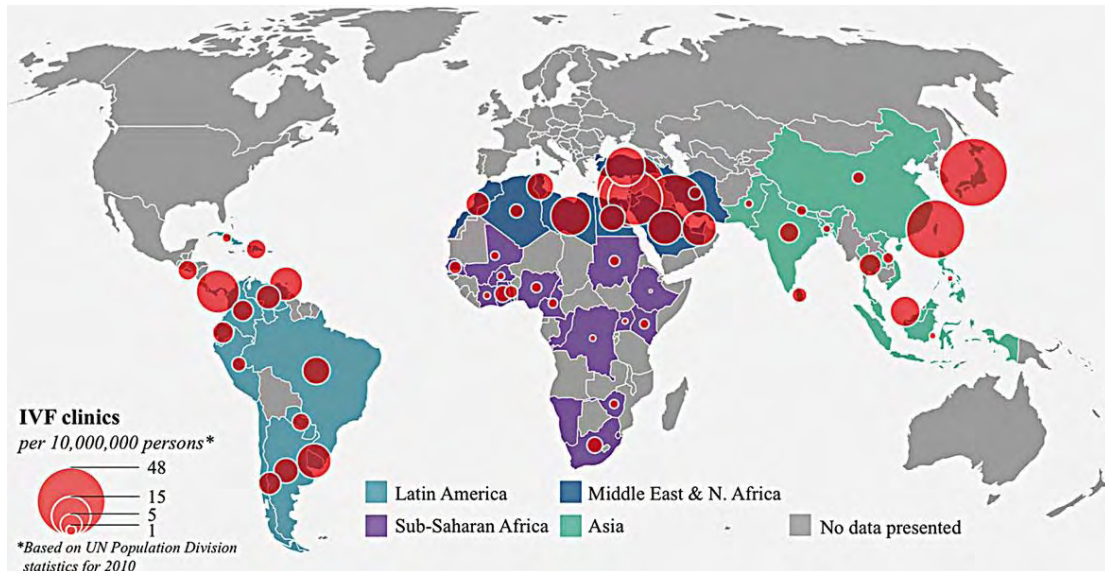 IVF clinics
per 10,000,000 persons*
48
15
5
1
*Based on UN Population Division
statistics for 2010
Latin America
Sub-Saharan Africa
Middle East & N. Africa
Asia
No data presented